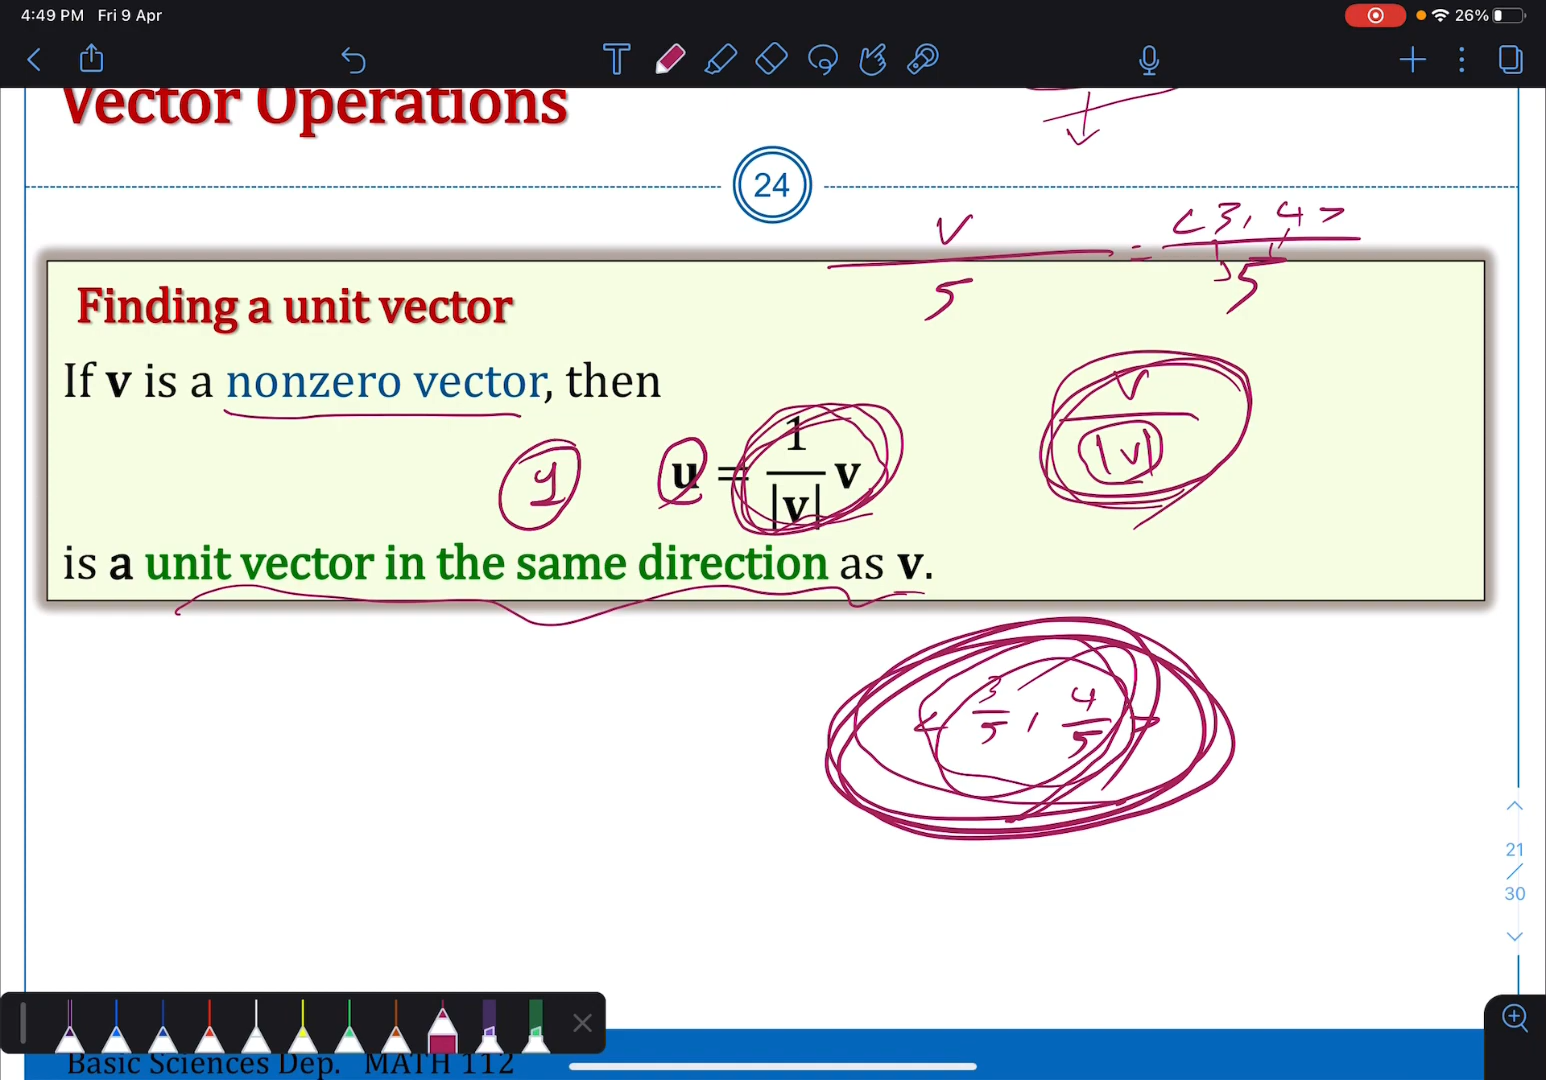 4:49 PM Fri 9 Apr
26%
T
Vector Operations
24
v/5 = <3, 4>/5
Finding a unit vector
If v is a nonzero vector, then
v/|v|
u = 1/|v| v
is a unit vector in the same direction as v.
<3/5, 4/5>
21
/
30
Basic Sciences Dep. MATH 112